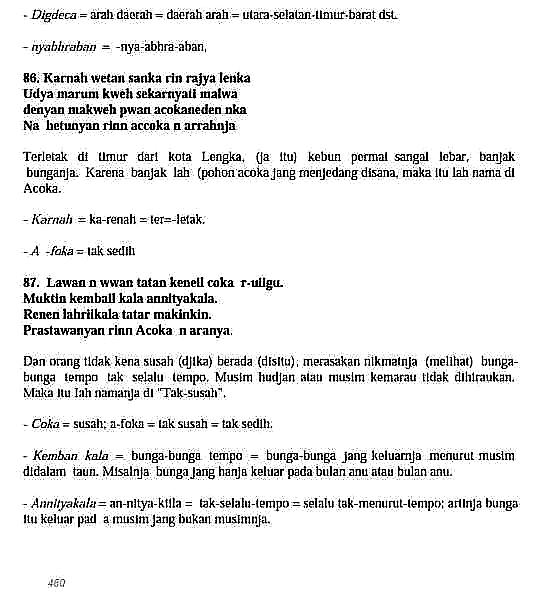 - Digdeca = arah daerah = daerah arah = utara-selatan-timur-barat dst.
- nyabhraban = -nya-abhra-aban,
86. Karnah wetan sanka rin rajya lenka
Udya marum kweh sekarnyati malwa
denyan makweh pwan acokaneden nka
Na hetunyan rinn accoka n arrahnja
Terletak di timur dari kota Lengka, (ja itu) kebun permai sangat lebar, banjak
bunganja. Karena banjak lah (pohon acoka jang menjedang disana, maka itu lah nama di
Acoka.
- Karnah = ka-renah = ter=-letak.
- A -foka = tak sedih
87. Lawan n wwan tatan keneii coka r-uiigu.
Muktin kembaii kala annityakala.
Renen lahriikala tatar makinkin.
Prastawanyan rinn Acoka n aranya.
Dan orang tidak kena susah (djika) berada (disitu); merasakan nikmatnja (melihat) bunga-
bunga tempo tak selalu tempo. Musim hudjan atau musim kemarau tidak dihiraukan.
Maka itu Iah namanja di "Tak-susah".
- Coka = susah; a-foka = tak susah = tak sedih.
- Kemban kala = bunga-bunga tempo = bunga-bunga jang keluarnja menurut musim
didalam taun. Misalnja bunga jang hanja keluar pada bulan anu atau bulan anu.
- Annityakala = an-nitya-ktila = tak-selalu-tempo = selalu tak-menurut-tempo; artinja bunga
itu keluar pad a musim jang bukan musimnja.
460